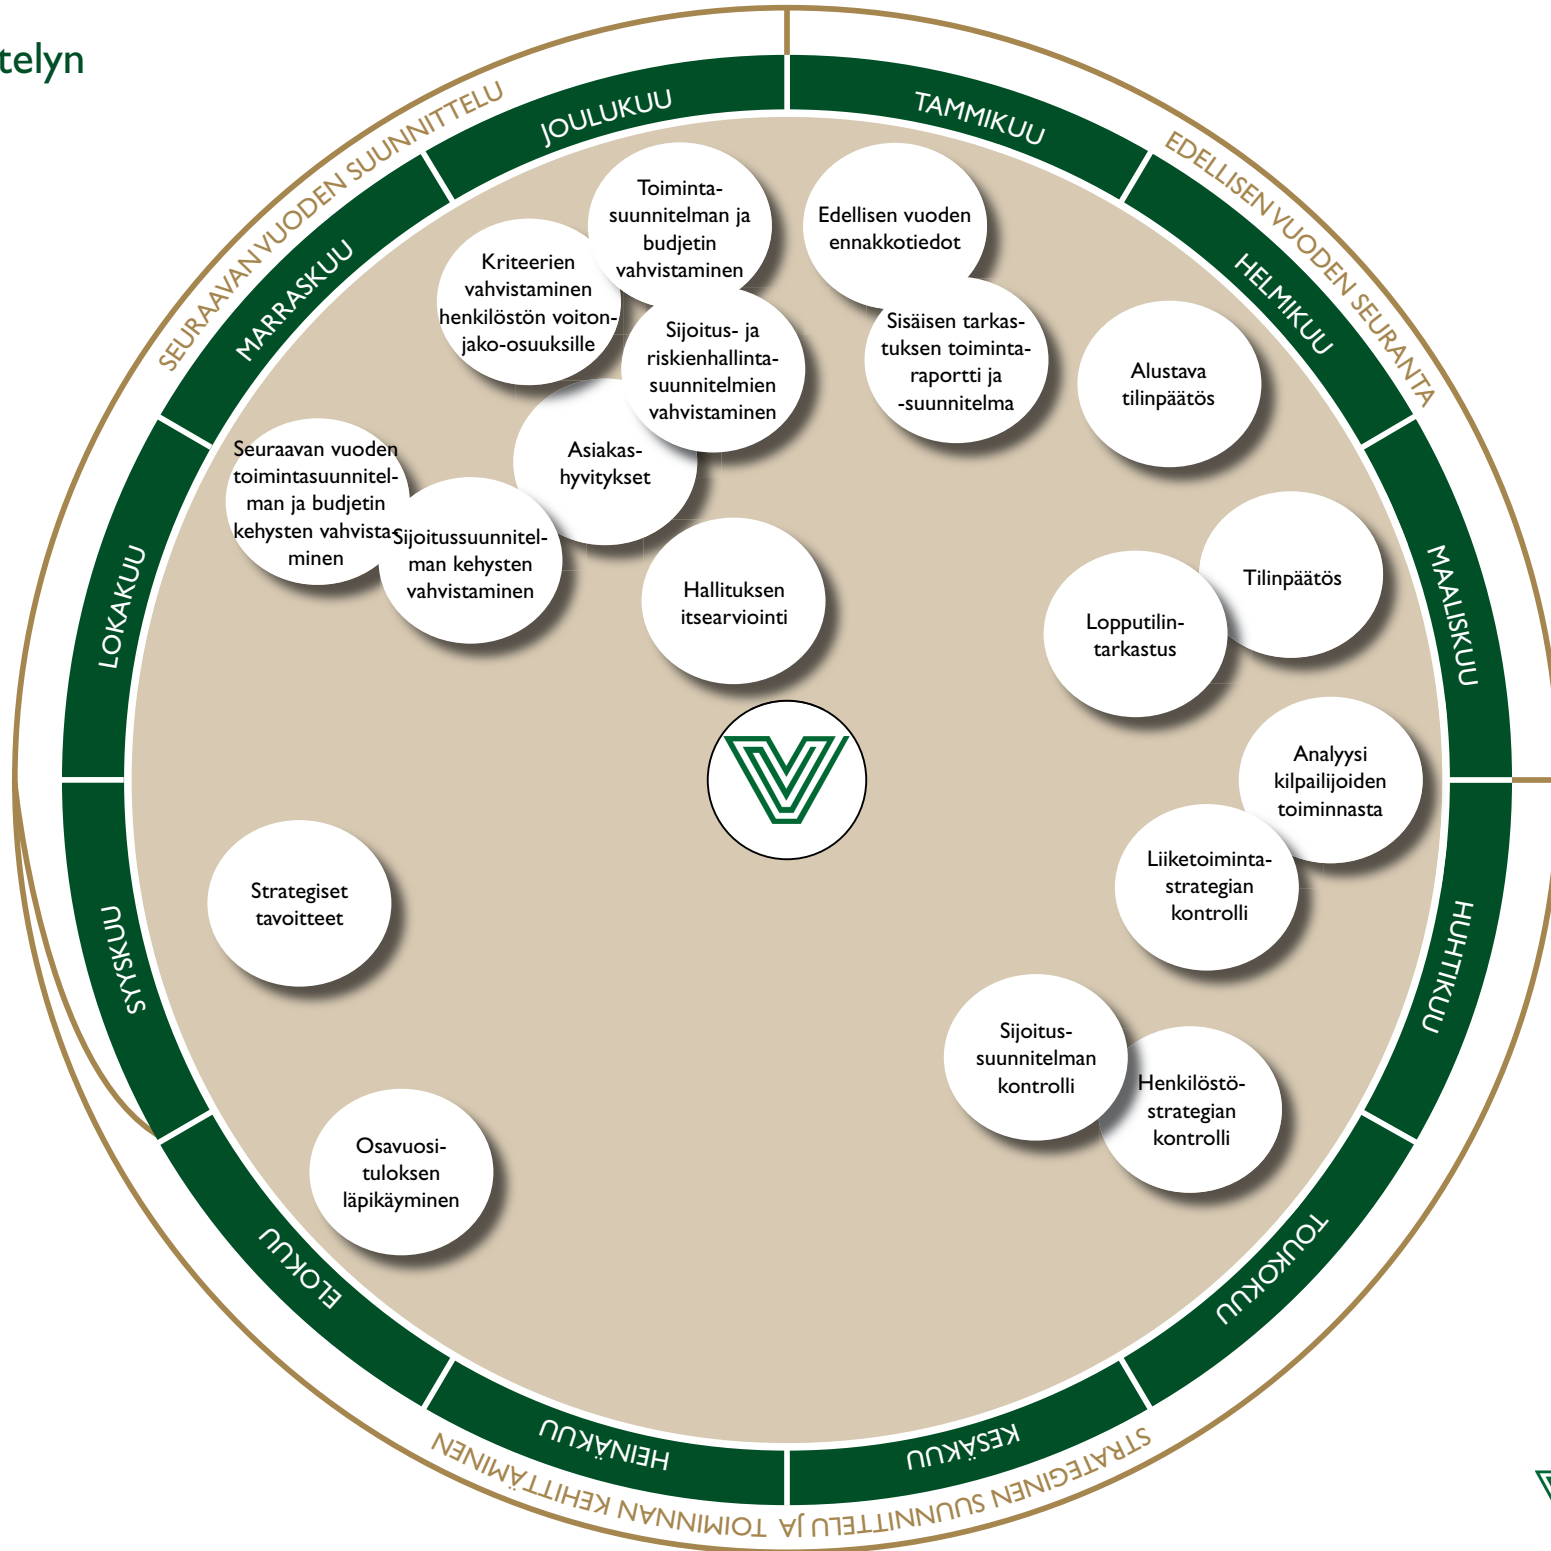 telyn
SEURAAVAN VUODEN SUUNNITTELU
EDELLISEN VUODEN SEURANTA
STRATEGINEN SUUNNITTELU JA TOIMINNAN KEHITTÄMINEN
TAMMIKUU
HELMIKUU
MAALISKUU
HUHTIKUU
TOUKOKUU
KESÄKUU
HEINÄKUU
ELOKUU
SYYSKUU
LOKAKUU
MARRASKUU
JOULUKUU
Edellisen vuoden
ennakkotiedot
Sisäisen tarkas-
tuksen toiminta-
raportti ja
-suunnitelma
Alustava
tilinpäätös
Tilinpäätös
Lopputilin-
tarkastus
Analyysi
kilpailijoiden
toiminnasta
Liiketoiminta-
strategian
kontrolli
Sijoitus-
suunnitelman
kontrolli
Henkilöstö-
strategian
kontrolli
Osavuosi-
tuloksen
läpikäyminen
Strategiset
tavoitteet
Seuraavan vuoden
toimintasuunnitel-
man ja budjetin
kehysten vahvista-
minen
Sijoitussuunnitel-
man kehysten
vahvistaminen
Kriteerien
vahvistaminen
henkilöstön voiton-
jako-osuuksille
Asiakas-
hyvitykset
Toiminta-
suunnitelman ja
budjetin
vahvistaminen
Sijoitus- ja
riskienhallinta-
suunnitelmien
vahvistaminen
Hallituksen
itsearviointi